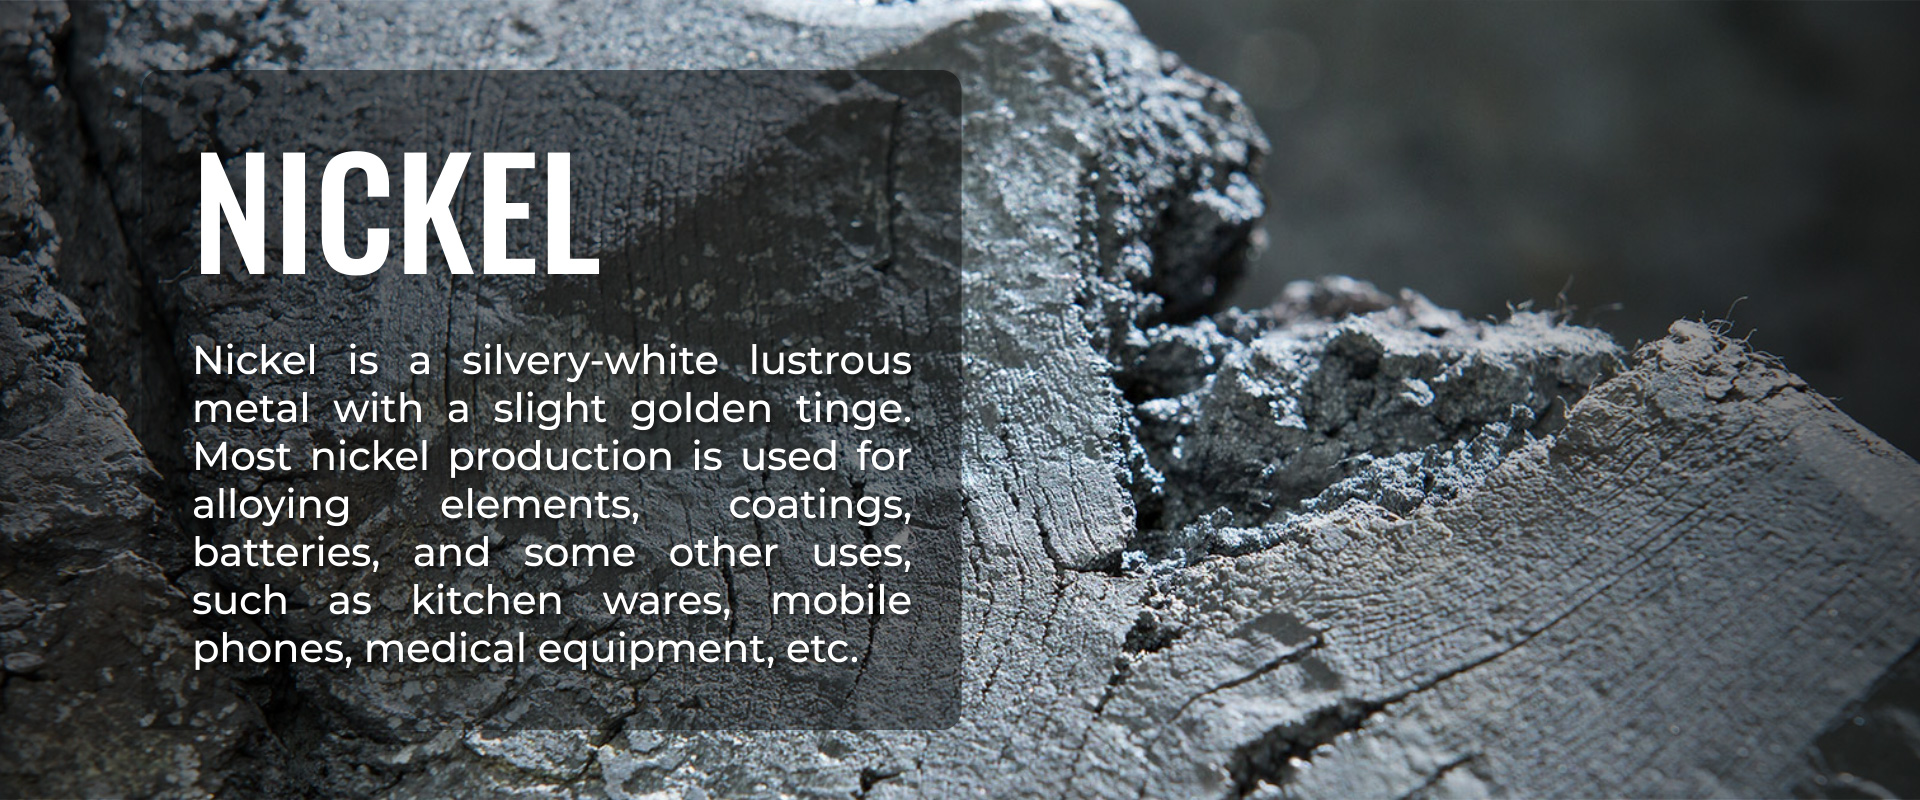 NICKEL
Nickel is a silvery-white lustrous
metal with a slight golden tinge.
Most nickel production is used for
alloying elements, coatings,
batteries, and some other uses,
such as kitchen wares, mobile
phones, medical equipment, etc.